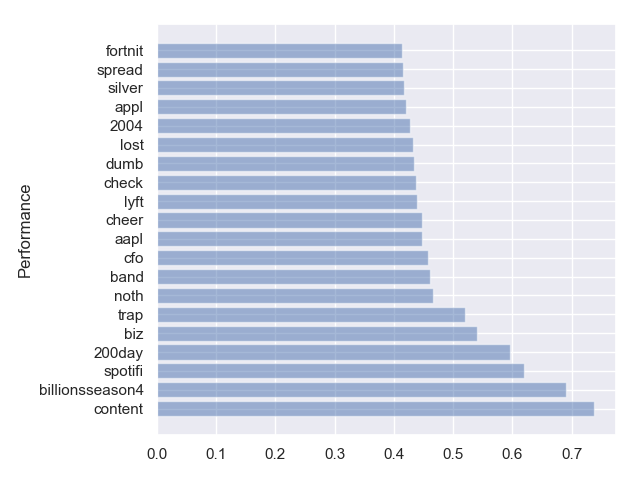 Performance
fortnit
spread
silver
appl
2004
lost
dumb
check
lyft
cheer
aapl
cfo
band
noth
trap
biz
200day
spotifi
billionsseason4
content
0.0 0.1 0.2 0.3 0.4 0.5 0.6 0.7